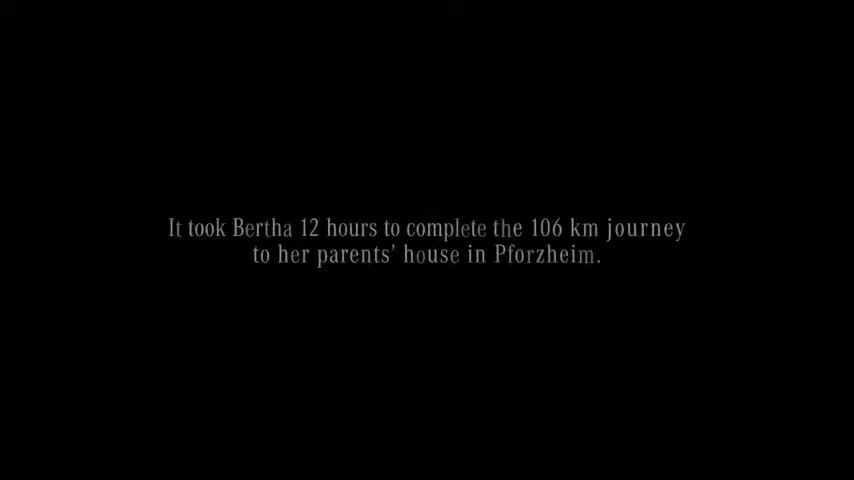 It took Bertha 12 hours to complete the 106 km journey
to her parents’ house in Pforzheim.